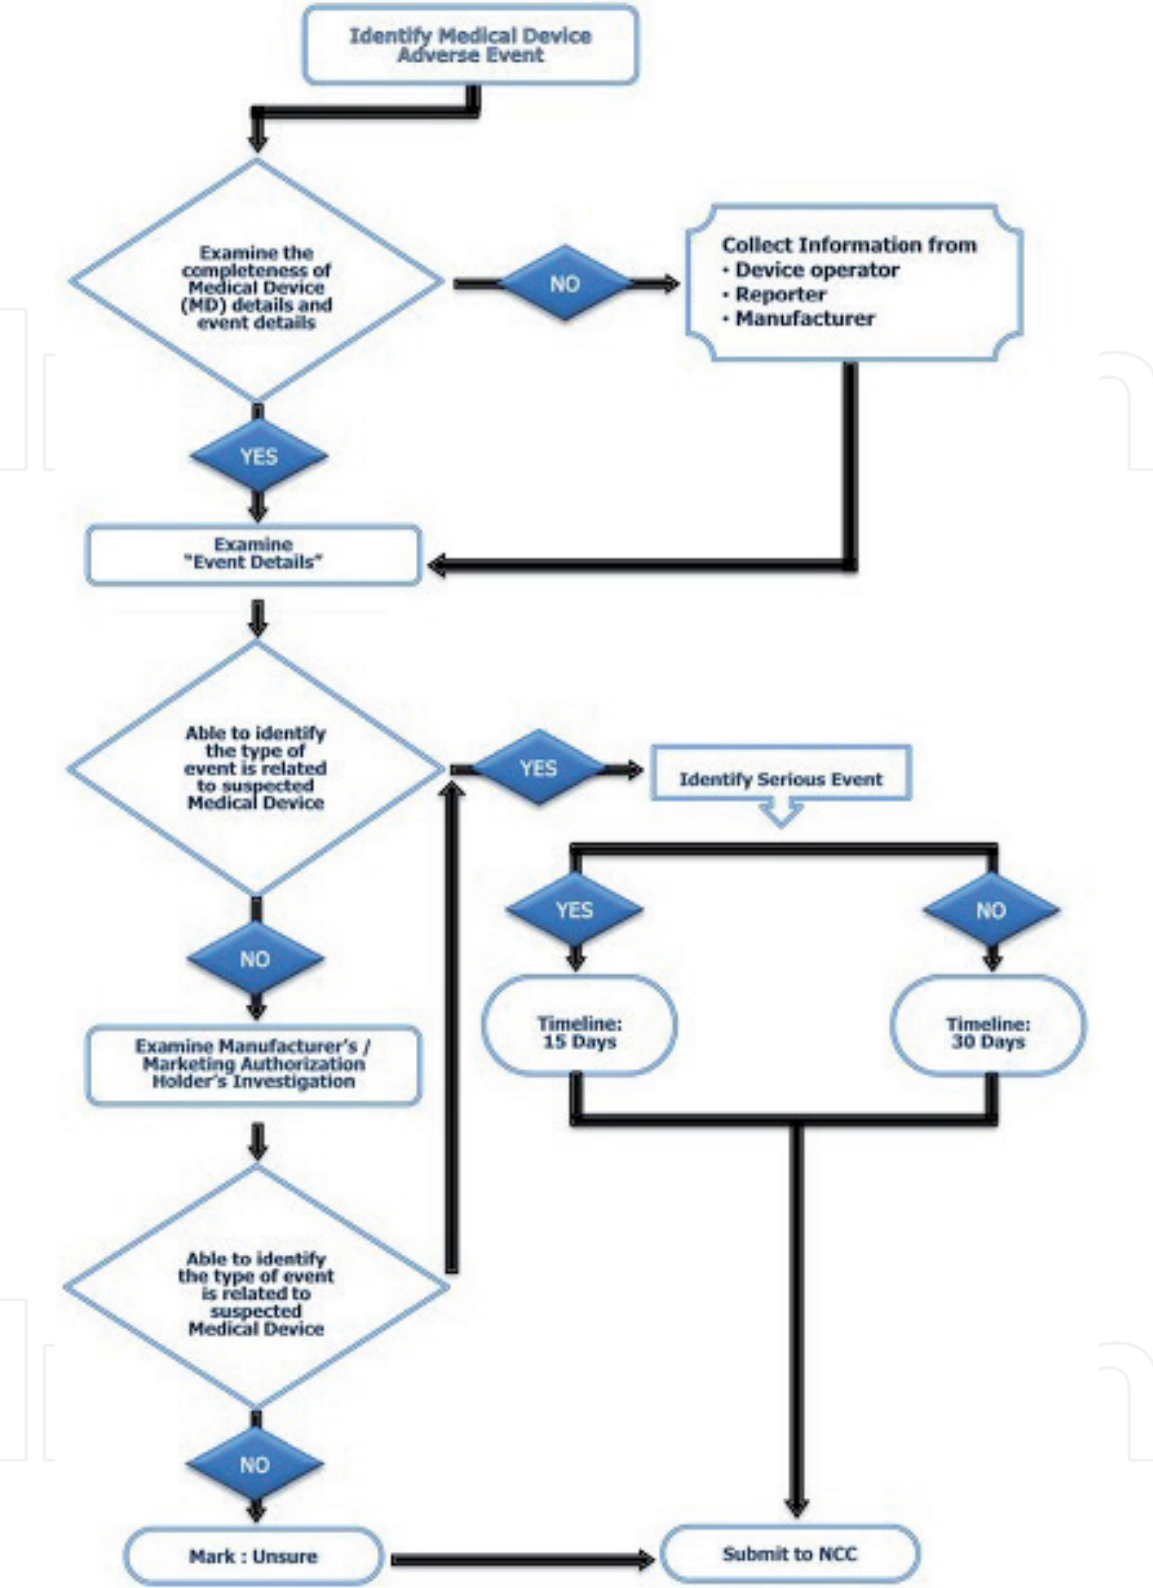 Identify Medical Device
Adverse Event
Examine the
completeness of
Medical Device
(MD) details and
event details
NO
Collect Information from
• Device operator
• Reporter
• Manufacturer
YES
Examine
"Event Details"
Able to identify
the type of
event is related
to suspected
Medical Device
YES
Identify Serious Event
YES
NO
NO
Timeline:
15 Days
Timeline:
30 Days
Examine Manufacturer's /
Marketing Authorization
Holder's Investigation
Able to identify
the type of event
is related to
suspected
Medical Device
NO
Mark : Unsure
Submit to NCC